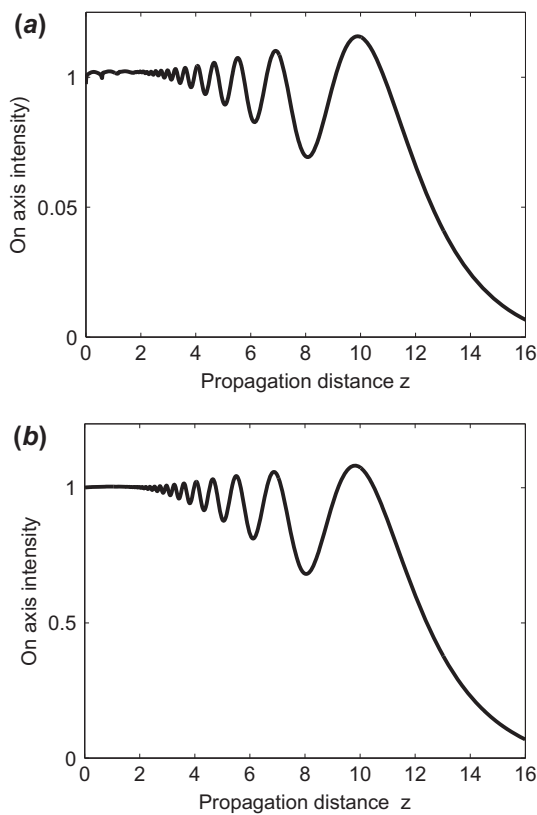 (a)
1
0.05
0
0 2 4 6 8 10 12 14 16
On axis intensity)
Propagation distance z
(b)
1
0.5
0
0 2 4 6 8 10 12 14 16
On axis intensity
Propagation distance z